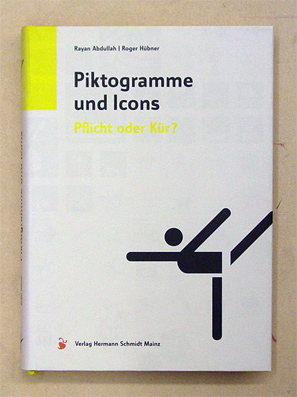 Rayan Abdullah | Roger Hübner
Piktogramme
und Icons
Pflicht oder Kür?
Verlag Hermann Schmidt Mainz